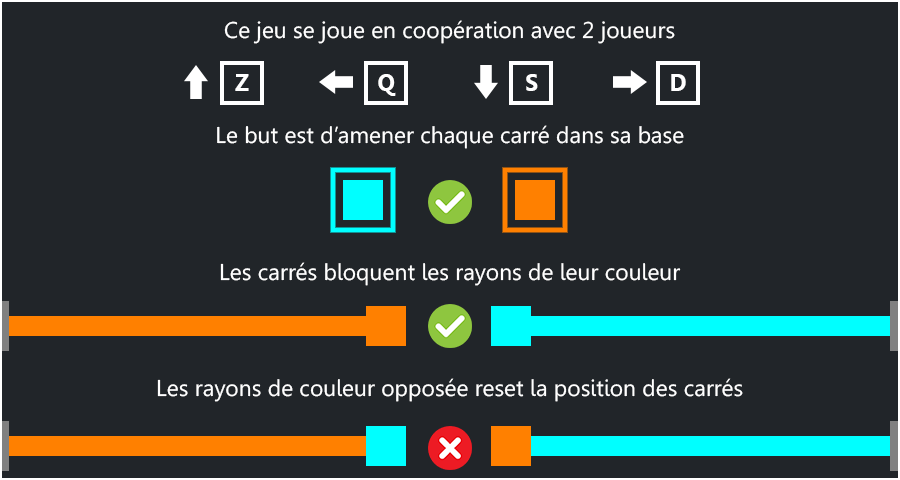 Ce jeu se joue en coopération avec 2 joueurs
Z Q S D
Le but est d’amener chaque carré dans sa base
Les carrés bloquent les rayons de leur couleur
Les rayons de couleur opposée reset la position des carrés